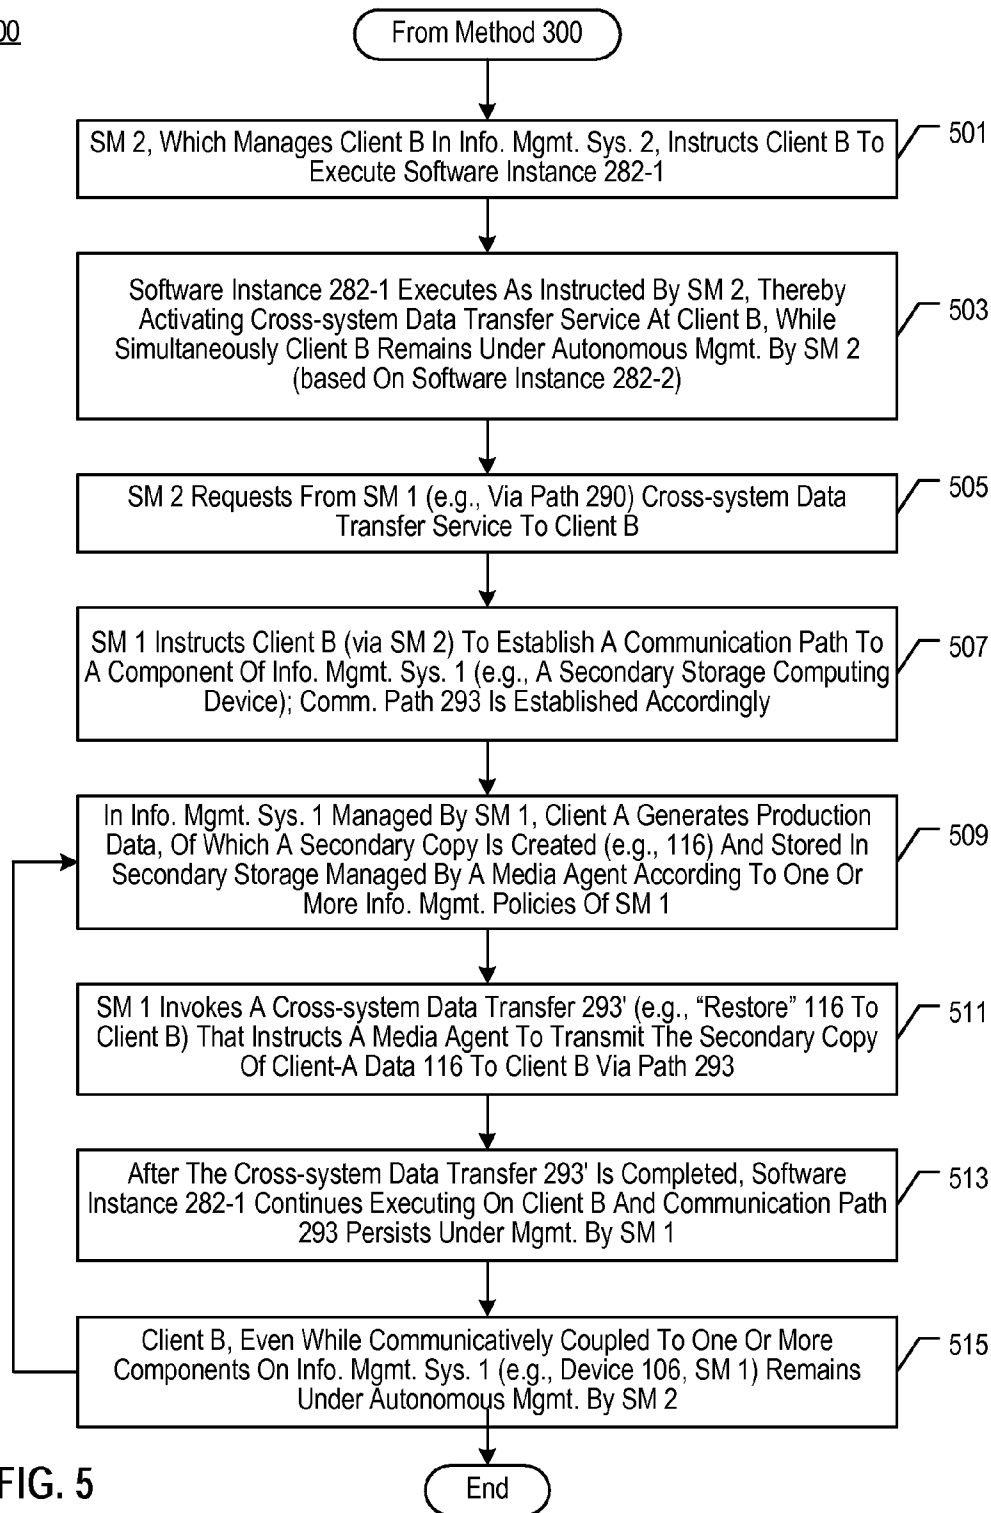 00
From Method 300
SM 2, Which Manages Client B In Info. Mgmt. Sys. 2, Instructs Client B To
Execute Software Instance 282-1
501
Software Instance 282-1 Executes As Instructed By SM 2, Thereby
Activating Cross-system Data Transfer Service At Client B, While
Simultaneously Client B Remains Under Autonomous Mgmt. By SM 2
(based On Software Instance 282-2)
503
SM 2 Requests From SM 1 (e.g., Via Path 290) Cross-system Data
Transfer Service To Client B
505
SM 1 Instructs Client B (via SM 2) To Establish A Communication Path To
A Component Of Info. Mgmt. Sys. 1 (e.g., A Secondary Storage Computing
Device); Comm. Path 293 Is Established Accordingly
507
In Info. Mgmt. Sys. 1 Managed By SM 1, Client A Generates Production
Data, Of Which A Secondary Copy Is Created (e.g., 116) And Stored In
Secondary Storage Managed By A Media Agent According To One Or
More Info. Mgmt. Policies Of SM 1
509
SM 1 Invokes A Cross-system Data Transfer 293' (e.g., “Restore” 116 To
Client B) That Instructs A Media Agent To Transmit The Secondary Copy
Of Client-A Data 116 To Client B Via Path 293
511
After The Cross-system Data Transfer 293' Is Completed, Software
Instance 282-1 Continues Executing On Client B And Communication Path
293 Persists Under Mgmt. By SM 1
513
Client B, Even While Communicatively Coupled To One Or More
Components On Info. Mgmt. Sys. 1 (e.g., Device 106, SM 1) Remains
Under Autonomous Mgmt. By SM 2
515
End
FIG. 5